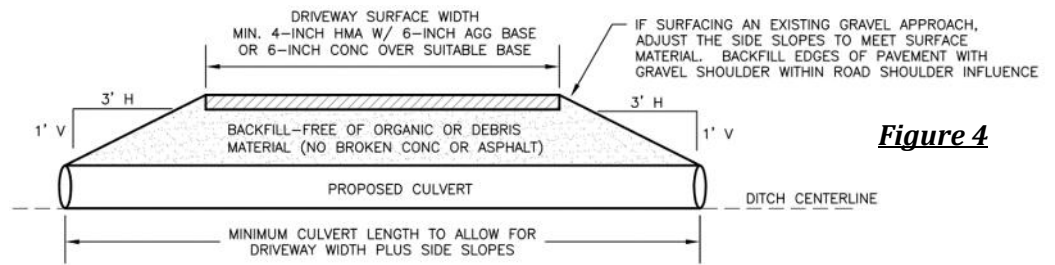 DRIVEWAY SURFACE WIDTH
MIN. 4-INCH HMA W/ 6-INCH AGG BASE
OR 6-INCH CONC OVER SUITABLE BASE
IF SURFACING AN EXISTING GRAVEL APPROACH,
ADJUST THE SIDE SLOPES TO MEET SURFACE
MATERIAL. BACKFILL EDGES OF PAVEMENT WITH
GRAVEL SHOULDER WITHIN ROAD SHOULDER INFLUENCE
3' H
1' V
3' H
1' V
BACKFILL-FREE OF ORGANIC OR DEBRIS
MATERIAL (NO BROKEN CONC OR ASPHALT)
Figure 4
PROPOSED CULVERT
DITCH CENTERLINE
MINIMUM CULVERT LENGTH TO ALLOW FOR
DRIVEWAY WIDTH PLUS SIDE SLOPES